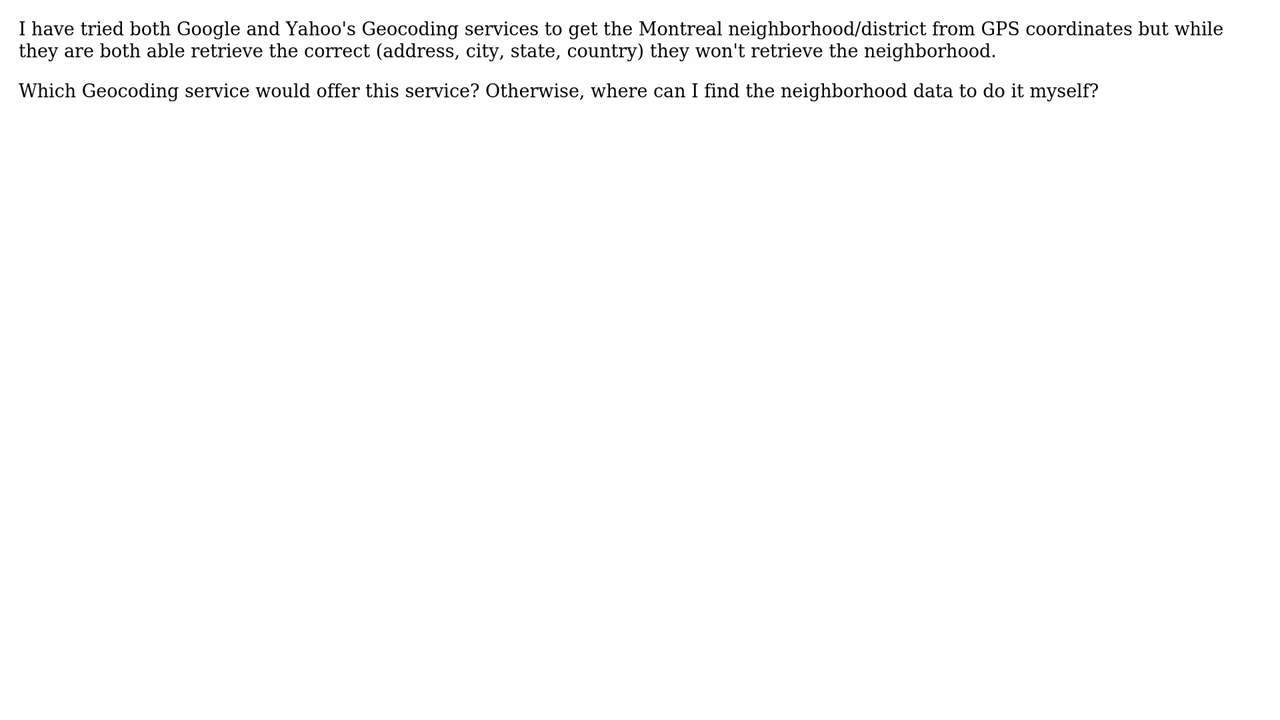 I have tried both Google and Yahoo's Geocoding services to get the Montreal neighborhood/district from GPS coordinates but while
they are both able retrieve the correct (address, city, state, country) they won't retrieve the neighborhood.
Which Geocoding service would offer this service? Otherwise, where can I find the neighborhood data to do it myself?